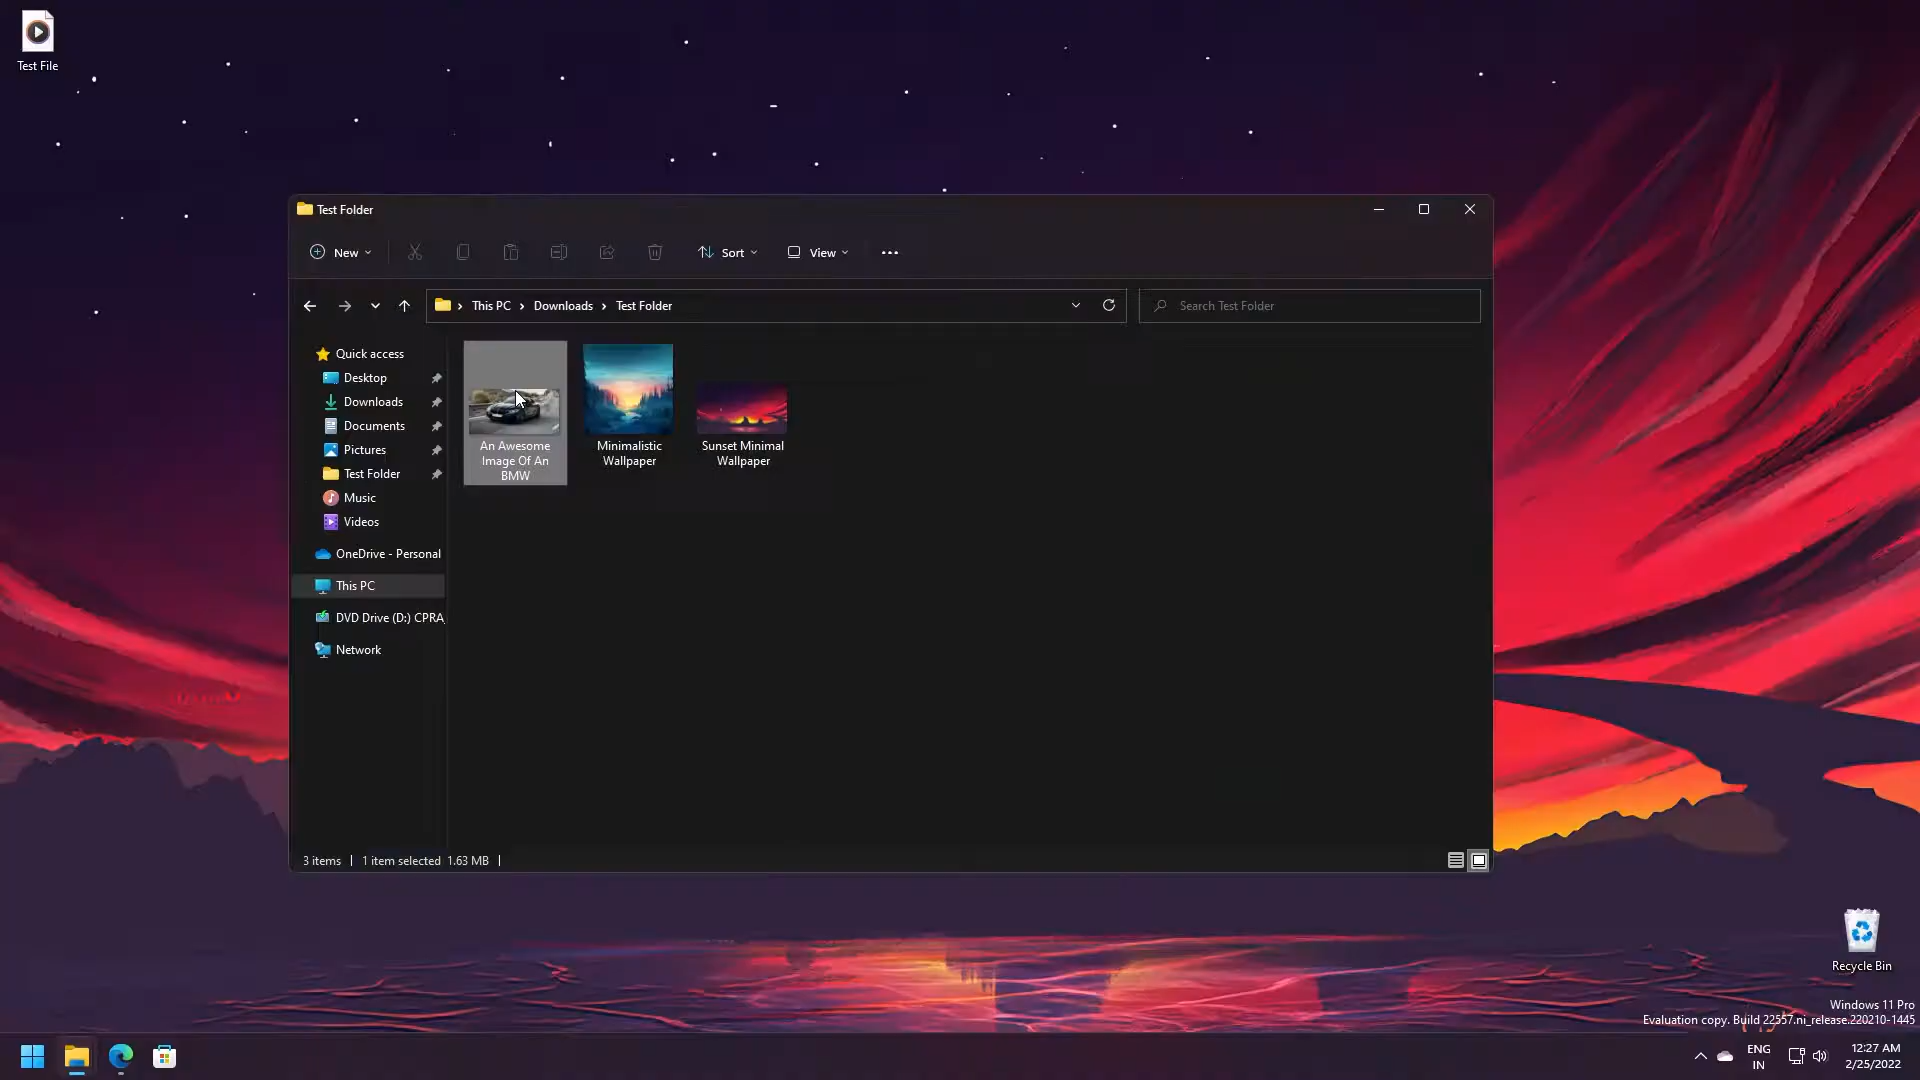 Test File
Test Folder
New
Sort
View
This PC
Downloads
Test Folder
Search Test Folder
Quick access
Desktop
Downloads
Documents
Pictures
Test Folder
Music
Videos
OneDrive - Personal
This PC
DVD Drive (D:) CPRA
Network
An Awesome
Image Of An
BMW
Minimalistic
Wallpaper
Sunset Minimal
Wallpaper
3 items
1 item selected 1.63 MB
Recycle Bin
Windows 11 Pro
Evaluation copy. Build 22557.ni_release.220210-1445
ENG
IN
12:27 AM
2/25/2022